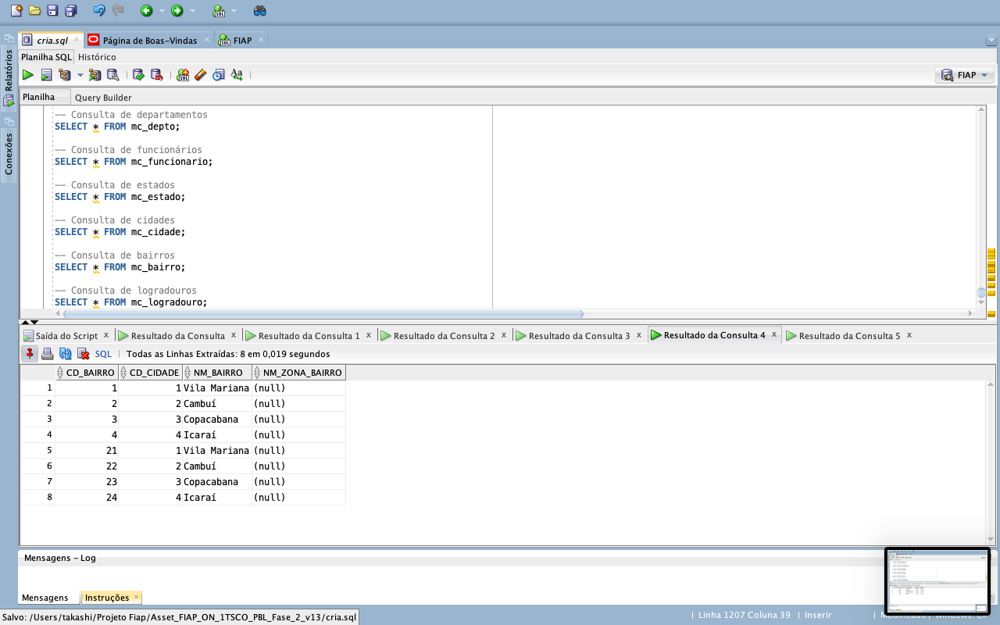 cria.sql
Página de Boas-Vindas
FIAP
Planilha SQL Histórico
FIAP
Planilha Query Builder
Relatórios
Conexões
-- Consulta de departamentos
SELECT * FROM mc_depto;
-- Consulta de funcionários
SELECT * FROM mc_funcionario;
-- Consulta de estados
SELECT * FROM mc_estado;
-- Consulta de cidades
SELECT * FROM mc_cidade;
-- Consulta de bairros
SELECT * FROM mc_bairro;
-- Consulta de logradouros
SELECT * FROM mc_logradouro;
Saída do Script x Resultado da Consulta x Resultado da Consulta 1 x Resultado da Consulta 2 x Resultado da Consulta 3 x Resultado da Consulta 4 x Resultado da Consulta 5 x
SQL | Todas as Linhas Extraídas: 8 em 0,019 segundos
CD_BAIRRO CD_CIDADE NM_BAIRRO NM_ZONA_BAIRRO
1 1 1 Vila Mariana (null)
2 2 2 Cambuí (null)
3 3 3 Copacabana (null)
4 4 4 Icaraí (null)
5 21 1 Vila Mariana (null)
6 22 2 Cambuí (null)
7 23 3 Copacabana (null)
8 24 4 Icaraí (null)
Mensagens - Log
Mensagens Instruções
Salvo: /Users/takashi/Projeto Fiap/Asset_FIAP_ON_1TSCO_PBL_Fase_2_v13/cria.sql
| Linha 1207 Coluna 39 | Inserir